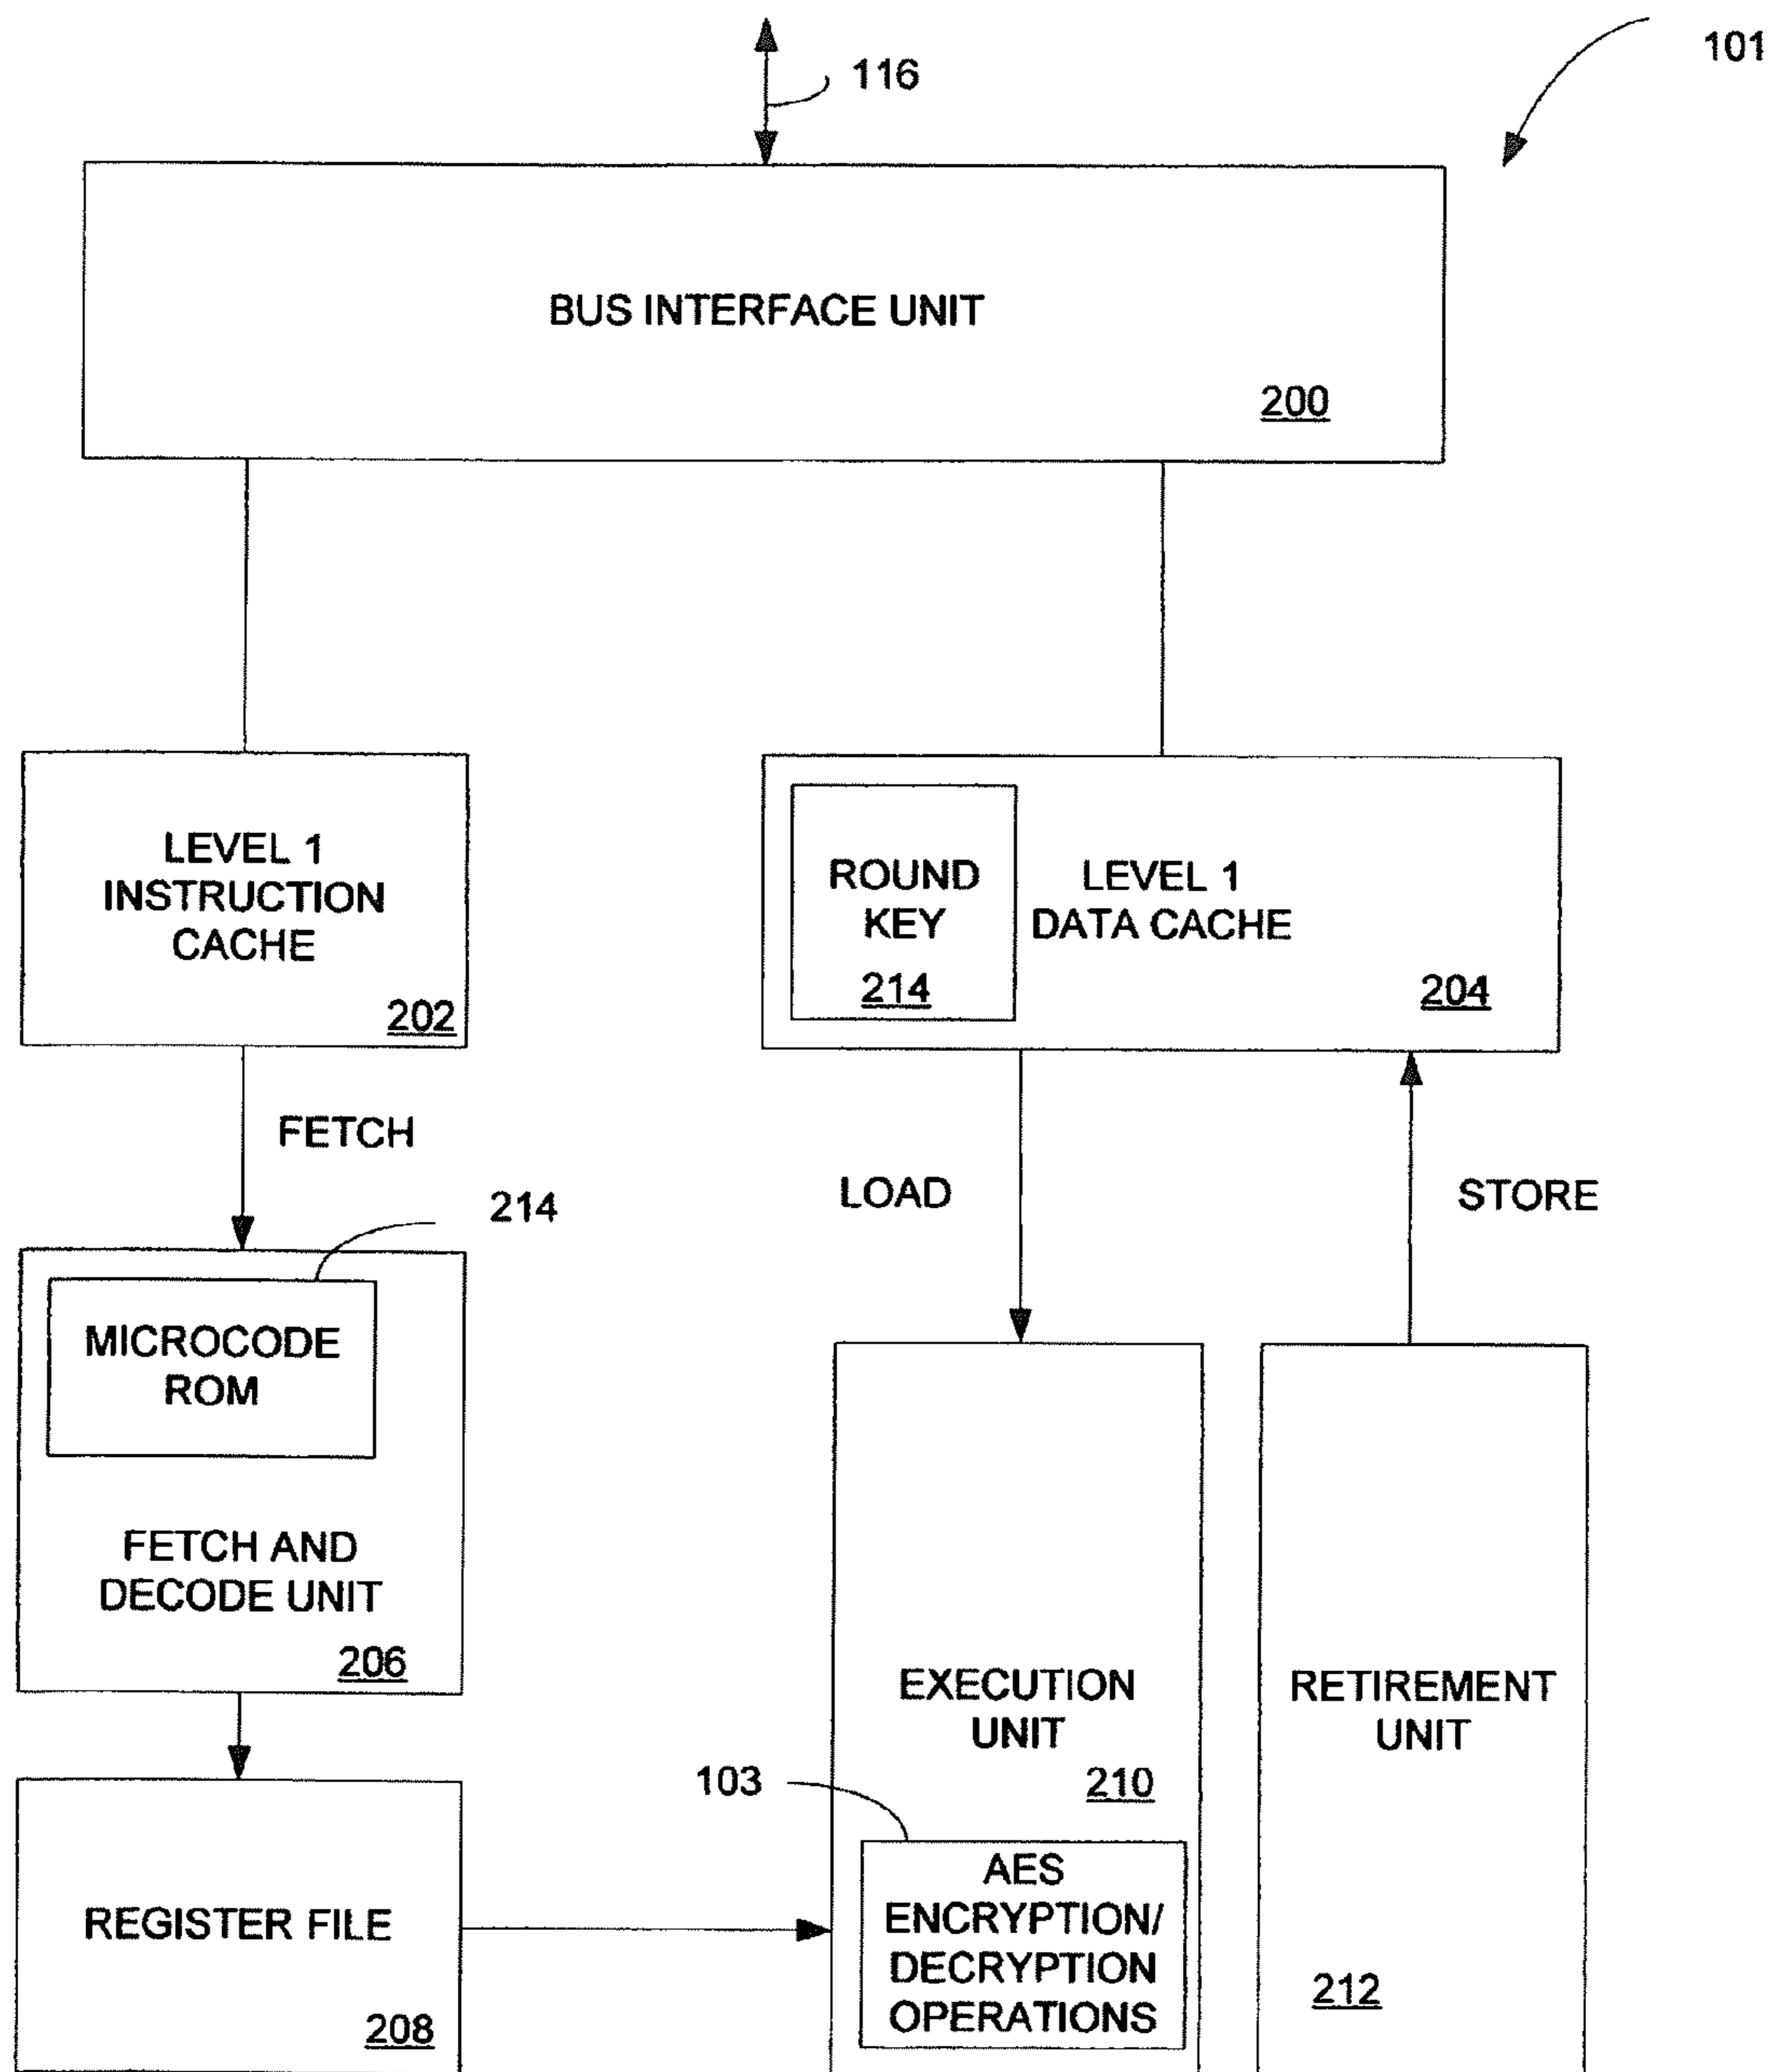 101
116
BUS INTERFACE UNIT
200
LEVEL 1
INSTRUCTION
CACHE
202
ROUND
KEY
214
LEVEL 1
DATA CACHE
204
FETCH
LOAD
STORE
214
MICROCODE
ROM
FETCH AND
DECODE UNIT
206
EXECUTION
UNIT
210
RETIREMENT
UNIT
212
103
AES
ENCRYPTION/
DECRYPTION
OPERATIONS
REGISTER FILE
208